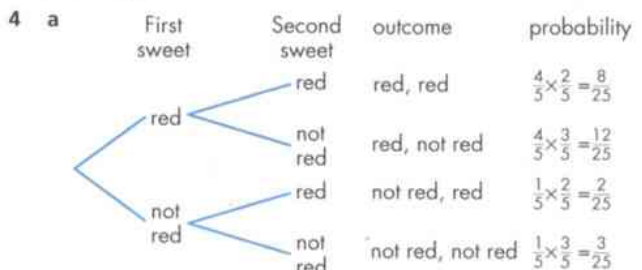 4 a First Second outcome probability
sweet sweet
red red, red 4/5 × 2/5 = 8/25
red
not red, not red 4/5 × 3/5 = 12/25
red
red not red, red 1/5 × 2/5 = 2/25
not
red
not not red, not red 1/5 × 3/5 = 3/25
red